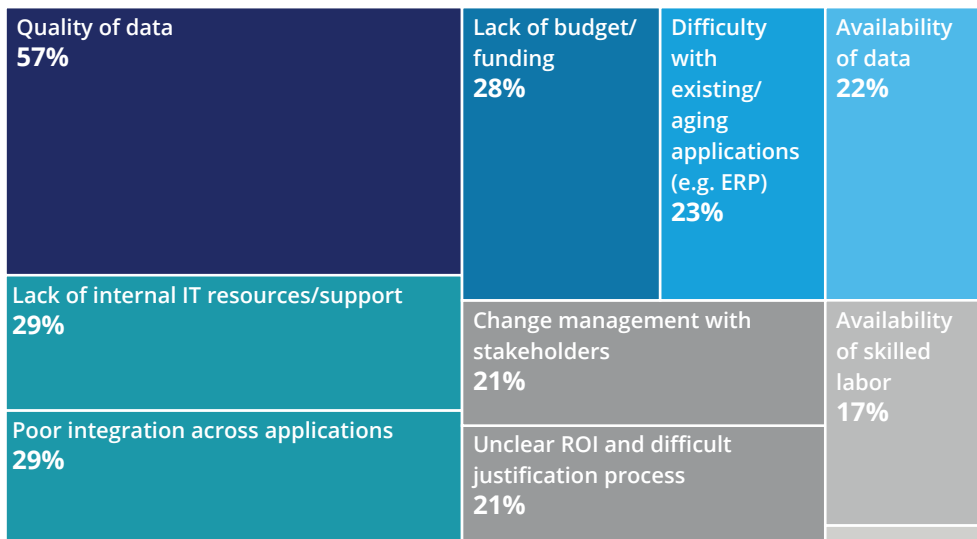 Quality of data
57%
Lack of internal IT resources/support
29%
Poor integration across applications
29%
Lack of budget/
funding
28%
Difficulty
with
existing/
aging
applications
(e.g. ERP)
23%
Availability
of data
22%
Change management with
stakeholders
21%
Unclear ROI and difficult
justification process
21%
Availability
of skilled
labor
17%